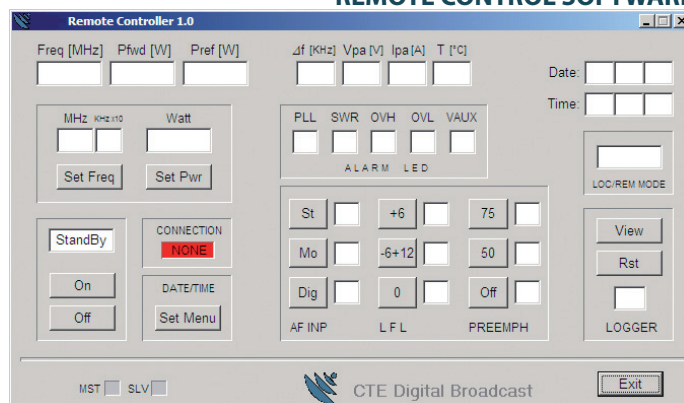 REMOTE CONTROL SOFTWARE
Remote Controller 1.0
Freq [MHz] Pfwd [W] Pref [W] Δf [KHz] Vpa [V] Ipa [A] T [°C]
Date:
Time:
MHz KHz x10 Watt
Set Freq Set Pwr
PLL SWR OVH OVL VAUX
ALARM LED
LOC/REM MODE
StandBy
On
Off
CONNECTION
NONE
DATE/TIME
Set Menu
St +6 75
Mo -6+12 50
Dig 0 Off
AF INP LFL PREEMPH
View
Rst
LOGGER
MST SLV
CTE Digital Broadcast
Exit